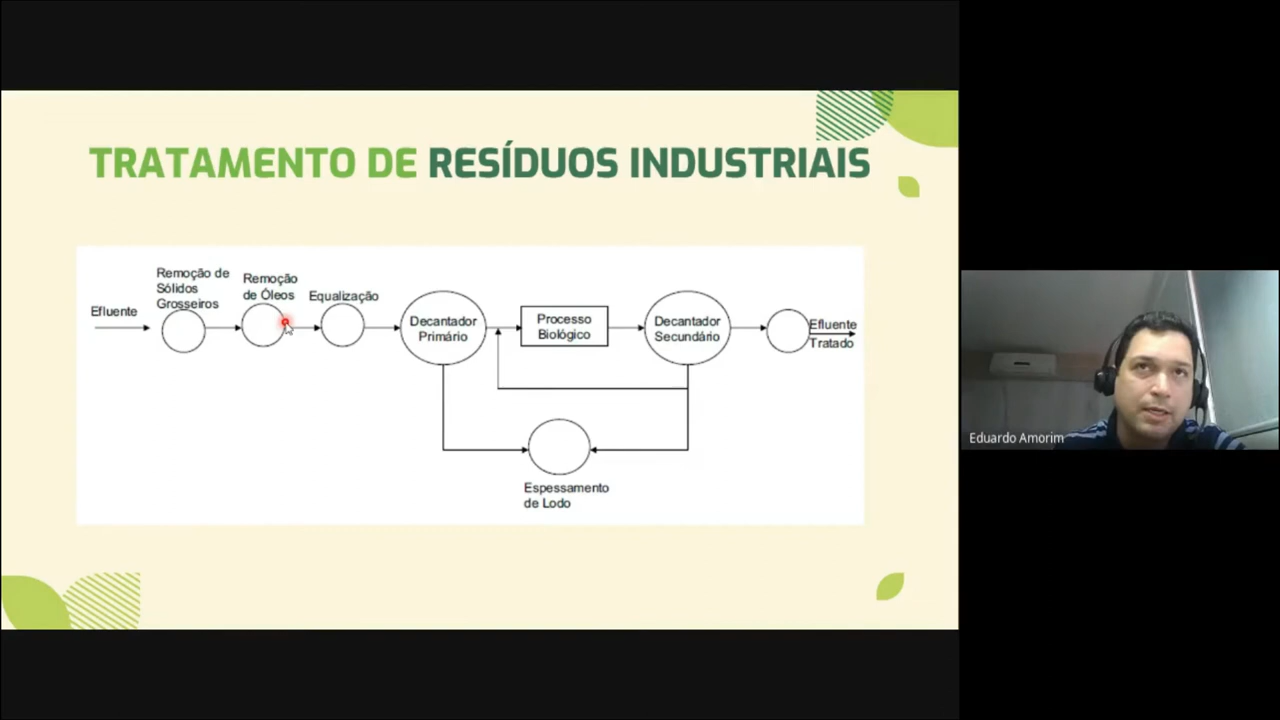 TRATAMENTO DE RESÍDUOS INDUSTRIAIS
Efluente
Remoção de
Sólidos
Grosseiros
Remoção
de Óleos
Equalização
Decantador
Primário
Processo
Biológico
Decantador
Secundário
Efluente
Tratado
Espessamento
de Lodo
Eduardo Amorim